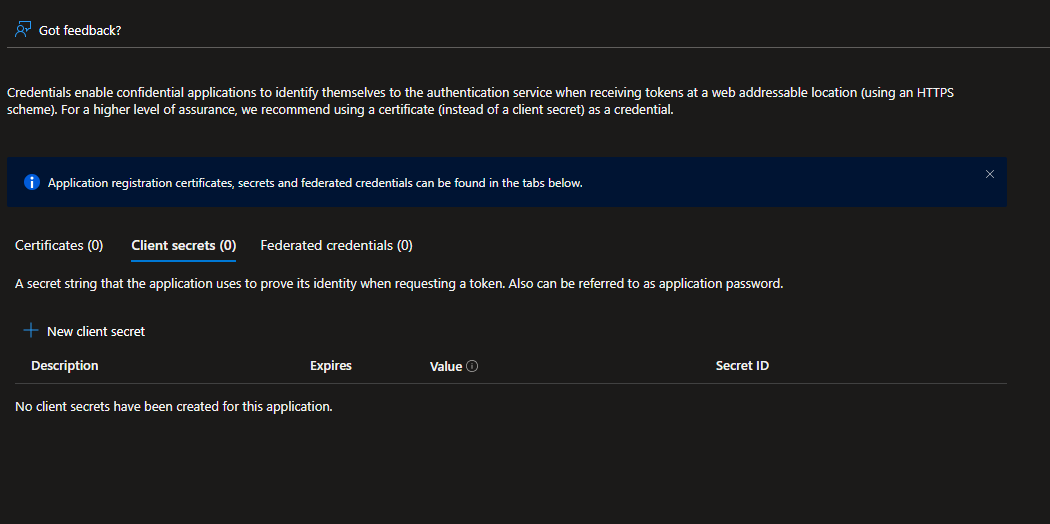 Got feedback?
Credentials enable confidential applications to identify themselves to the authentication service when receiving tokens at a web addressable location (using an HTTPS
scheme). For a higher level of assurance, we recommend using a certificate (instead of a client secret) as a credential.
Application registration certificates, secrets and federated credentials can be found in the tabs below.
Certificates (0) Client secrets (0) Federated credentials (0)
A secret string that the application uses to prove its identity when requesting a token. Also can be referred to as application password.
New client secret
Description Expires Value Secret ID
No client secrets have been created for this application.